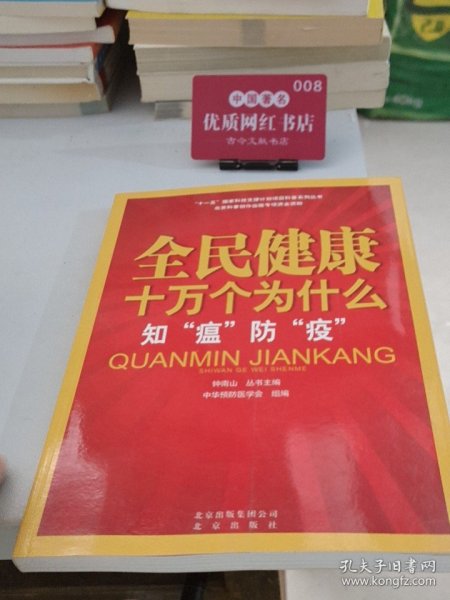 008
中国著名
优质网红书店
古今文献书店
"十一五"国家科技支撑计划项目科普系列丛书
北京科普创作出版专项资金资助
全民健康
十万个为什么
知"瘟"防"疫"
QUANMIN JIANKANG
SHIWAN GE WEI SHENME
钟南山 丛书主编
中华预防医学会 组编
北京出版集团公司
北京出版社
孔夫子旧书网
www.kongfz.com